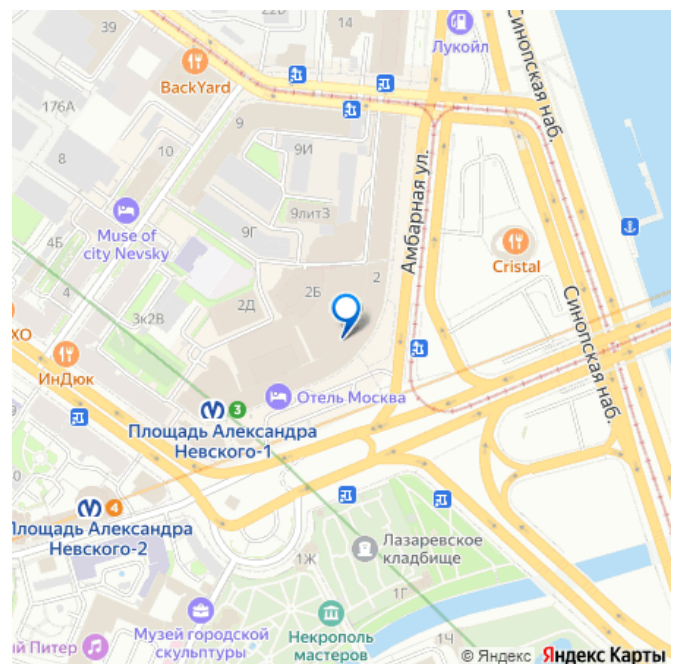 39
14
Лукойл
Синопская
наб.
BackYard
176А
9
8
10
9И
Muse of
city Nevsky
9лит3
Амбарная ул.
Cristal
9Г
4Б
4
2
2Д
2Б
3к2В
Синопская
наб.
ХО
ИнДюк
Отель Москва
3
Площадь Александра
Невского-1
10
4
Площадь Александра
Невского-2
Лазаревское
кладбище
1Ж
1Г
Музей городской
скульптуры
Некрополь
мастеров
1Ч
й Питер
© Яндекс Яндекс Карты